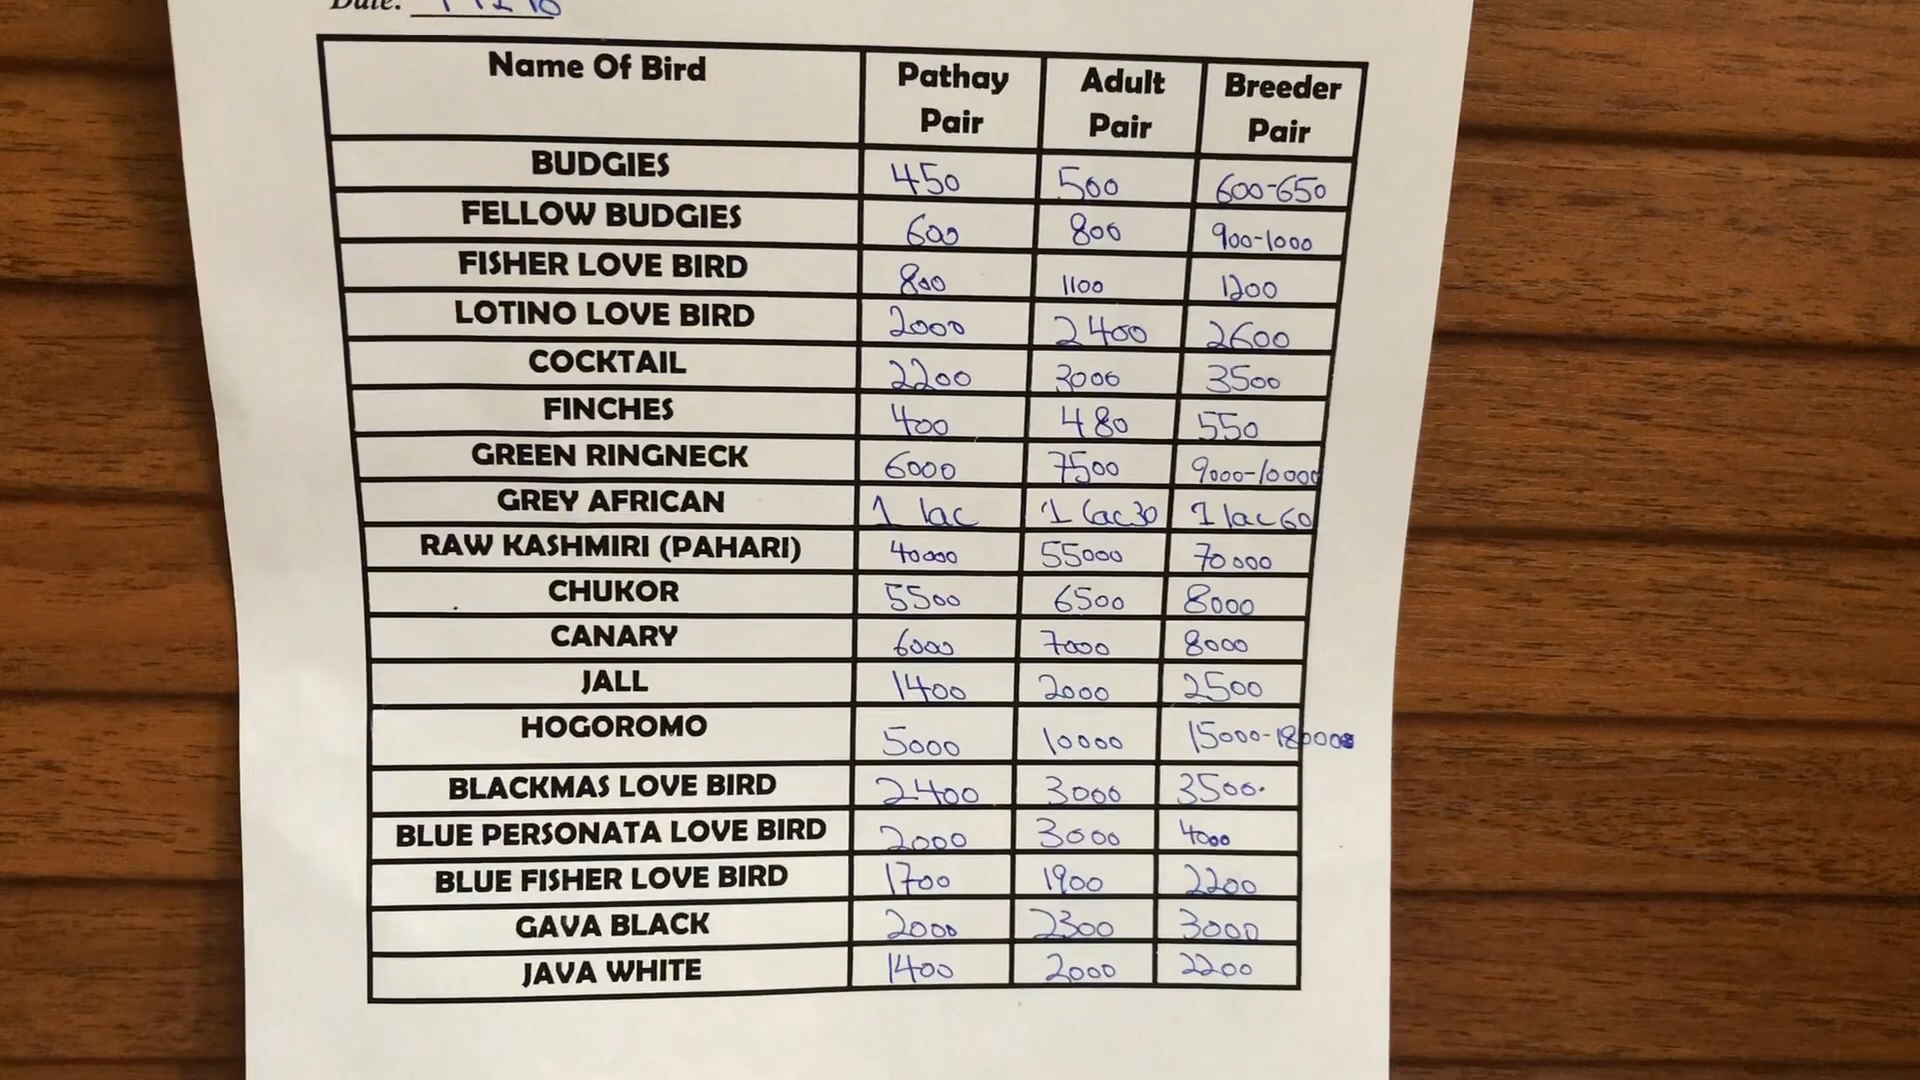 Date:
Name Of Bird Pathay Pair Adult Pair Breeder Pair
BUDGIES 450 500 600-650
FELLOW BUDGIES 600 800 900-1000
FISHER LOVE BIRD 800 1100 1200
LOTINO LOVE BIRD 2000 2400 2600
COCKTAIL 2200 3000 3500
FINCHES 400 480 550
GREEN RINGNECK 6000 7500 9000-10000
GREY AFRICAN 1 lac 1 lac 30 1 lac 60
RAW KASHMIRI (PAHARI) 40000 55000 70000
CHUKOR 5500 6500 8000
CANARY 6000 7000 8000
JALL 1400 2000 2500
HOGOROMO 5000 10000 15000-18000
BLACKMAS LOVE BIRD 2400 3000 3500
BLUE PERSONATA LOVE BIRD 2000 3000 4000
BLUE FISHER LOVE BIRD 1700 1900 2200
GAVA BLACK 2000 2300 3000
JAVA WHITE 1400 2000 2200